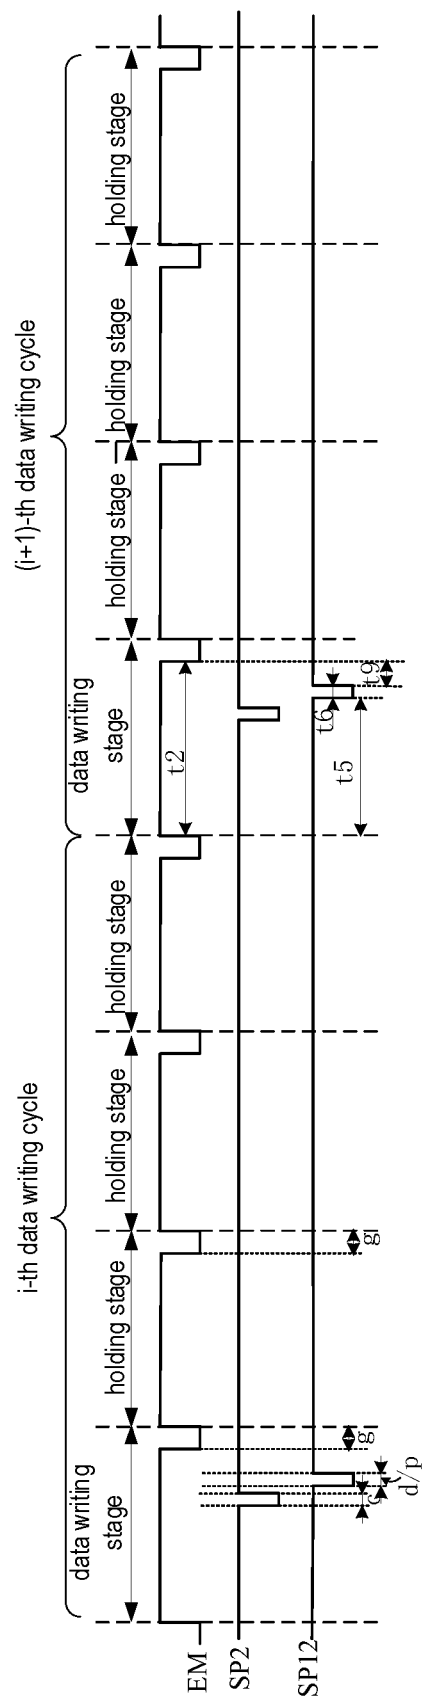 i-th data writing cycle
(i+1)-th data writing cycle
data writing
stage
holding stage
holding stage
holding stage
data writing
stage
holding stage
holding stage
holding stage
EM
t2
SP2
SP12
g
g
c
d/p
t5
t6
t9